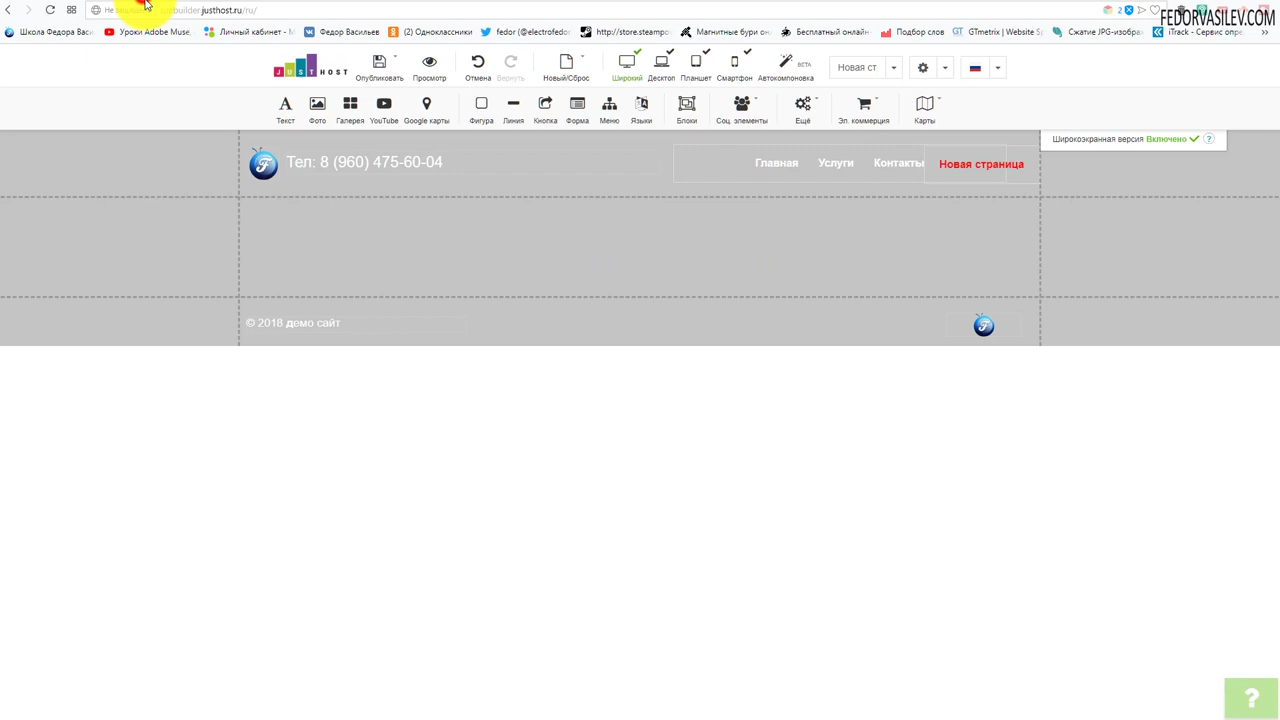 justhost.ru/ru/
FEDORVASILEV.COM
Школа Федора Васи
Уроки Adobe Muse,
Личный кабинет - М
Федор Васильев
(2) Одноклассники
fedor (@electrofedo
http://store.steampo
Магнитные бури он
Бесплатный онлайн-
Подбор слов
GTmetrix | Website S
Сжатие JPG-изобра
iTrack - Сервис опре.
JUSTHOST
Опубликовать
Просмотр
Отмена
Вернуть
Новый/Сброс
Широкий
Десктоп
Планшет
Смартфон
Автокомпоновка
BETA
Новая ст
Текст
Фото
Галерея
YouTube
Google карты
Фигура
Линия
Кнопка
Форма
Меню
Языки
Блоки
Соц. элементы
Ещё
Эл. коммерция
Карты
Широкоэкранная версия Включено ?
Тел: 8 (960) 475-60-04
Главная
Услуги
Контакты
Новая страница
© 2018 демо сайт
?